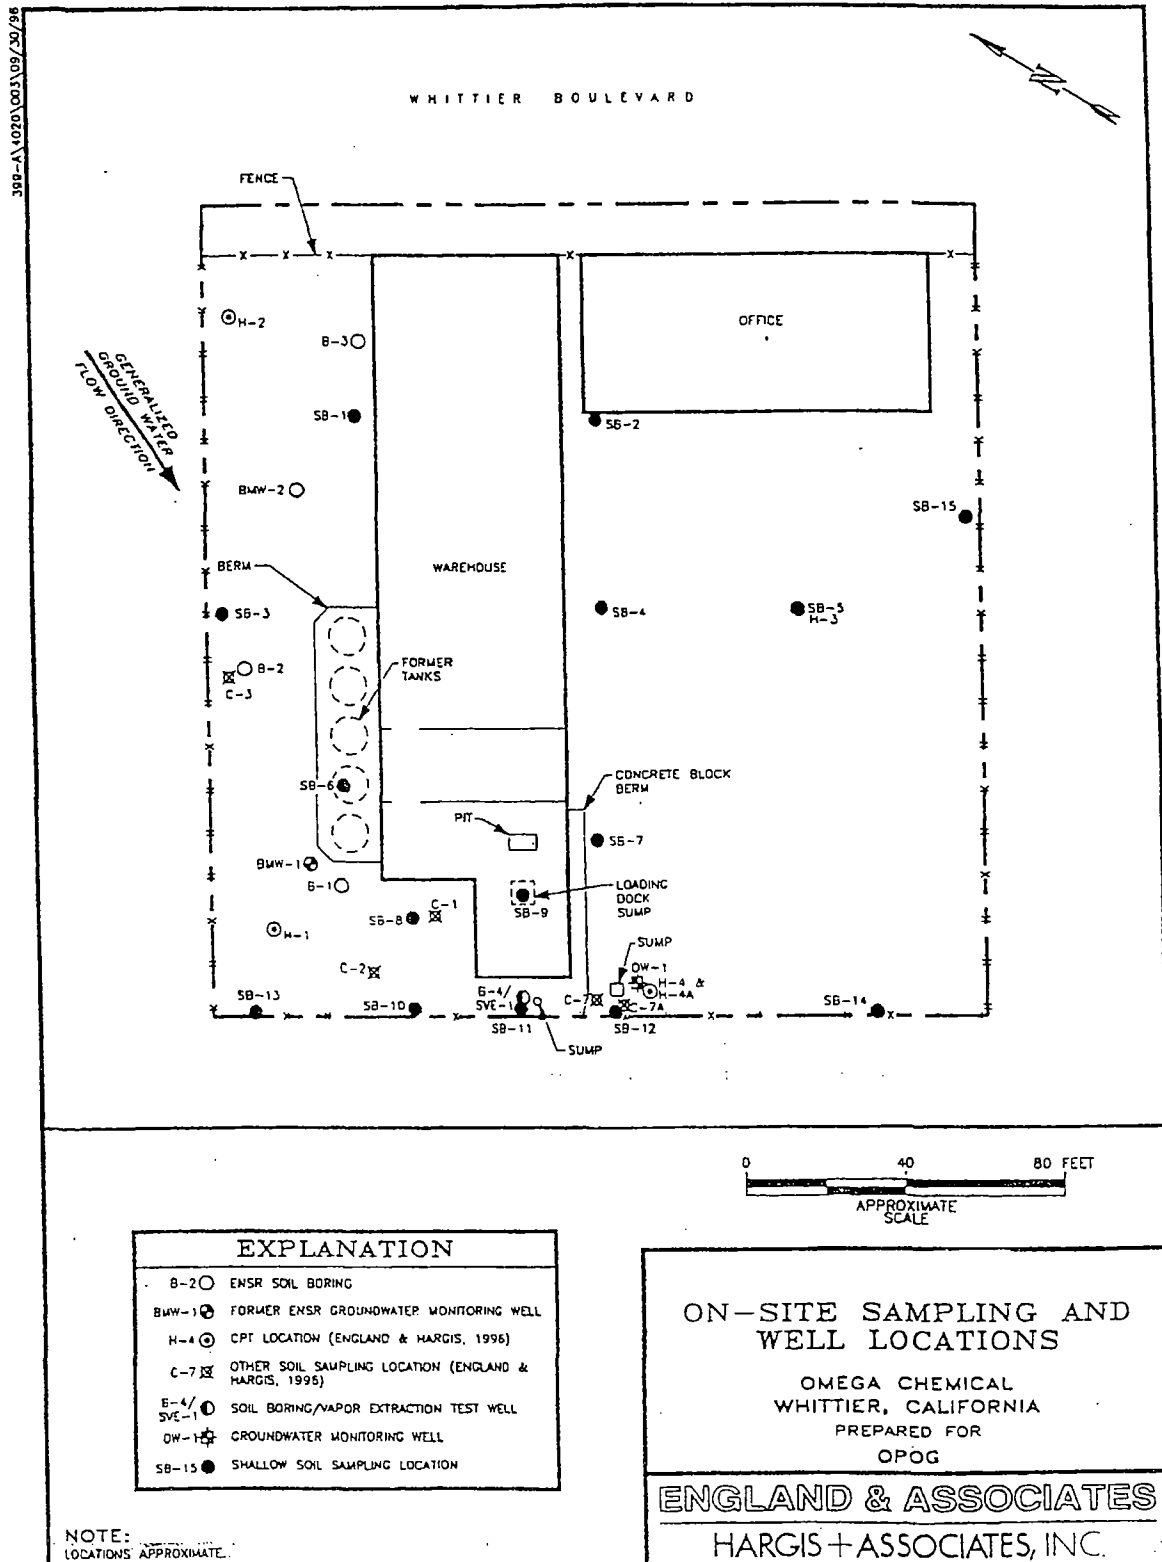 399-A\4020\003\09/30/96
WHITTIER BOULEVARD
N
FENCE
H-2
B-3
OFFICE
GENERALIZED
GROUND WATER
FLOW DIRECTION
SB-1
SB-2
BMW-2
SB-15
BERM
WAREHOUSE
SB-3
SB-4
SB-5
H-3
B-2
C-3
FORMER
TANKS
SB-6
CONCRETE BLOCK
BERM
PIT
SB-7
BMW-1
B-1
LOADING
DOCK
SUMP
SB-8
C-1
SB-9
H-1
SUMP
C-2
OW-1
H-4 &
H-4A
SB-13
SB-10
B-4/
SVE-1
C-7
C-7A
SB-14
SB-11
SB-12
SUMP
0 40 80 FEET
APPROXIMATE
SCALE
EXPLANATION
B-2 ENSR SOIL BORING
BMW-1 FORMER ENSR GROUNDWATER MONITORING WELL
H-4 CPT LOCATION (ENGLAND & HARGIS, 1996)
C-7 OTHER SOIL SAMPLING LOCATION (ENGLAND &
HARGIS, 1996)
B-4/
SVE-1 SOIL BORING/VAPOR EXTRACTION TEST WELL
OW-1 GROUNDWATER MONITORING WELL
SB-15 SHALLOW SOIL SAMPLING LOCATION
NOTE:
LOCATIONS APPROXIMATE.
ON-SITE SAMPLING AND
WELL LOCATIONS
OMEGA CHEMICAL
WHITTIER, CALIFORNIA
PREPARED FOR
OPOG
ENGLAND & ASSOCIATES
HARGIS+ASSOCIATES, INC.